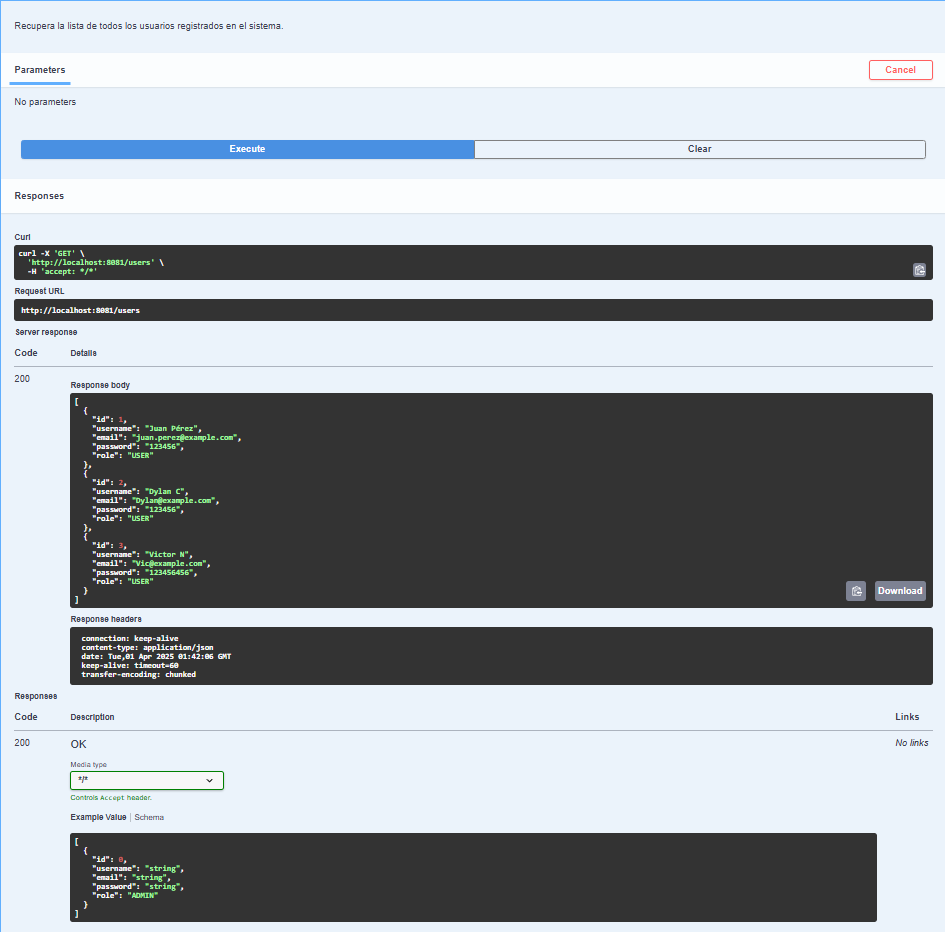 Recupera la lista de todos los usuarios registrados en el sistema.
Parameters
Cancel
No parameters
Execute
Clear
Responses
Curl
curl -X 'GET' \
'http://localhost:8081/users' \
-H 'accept: */*'
Request URL
http://localhost:8081/users
Server response
Code Details
200
Response body
[
{
"id": 1,
"username": "Juan Pérez",
"email": "juan.perez@example.com",
"password": "123456",
"role": "USER"
},
{
"id": 2,
"username": "Dylan C",
"email": "Dylan@example.com",
"password": "123456",
"role": "USER"
},
{
"id": 3,
"username": "Victor N",
"email": "Vic@example.com",
"password": "123456456",
"role": "USER"
}
]
Download
Response headers
connection: keep-alive
content-type: application/json
date: Tue,01 Apr 2025 01:42:06 GMT
keep-alive: timeout=60
transfer-encoding: chunked
Responses
Code Description Links
200 OK No links
Media type
*/*
Controls Accept header.
Example Value | Schema
[
{
"id": 0,
"username": "string",
"email": "string",
"password": "string",
"role": "ADMIN"
}
]